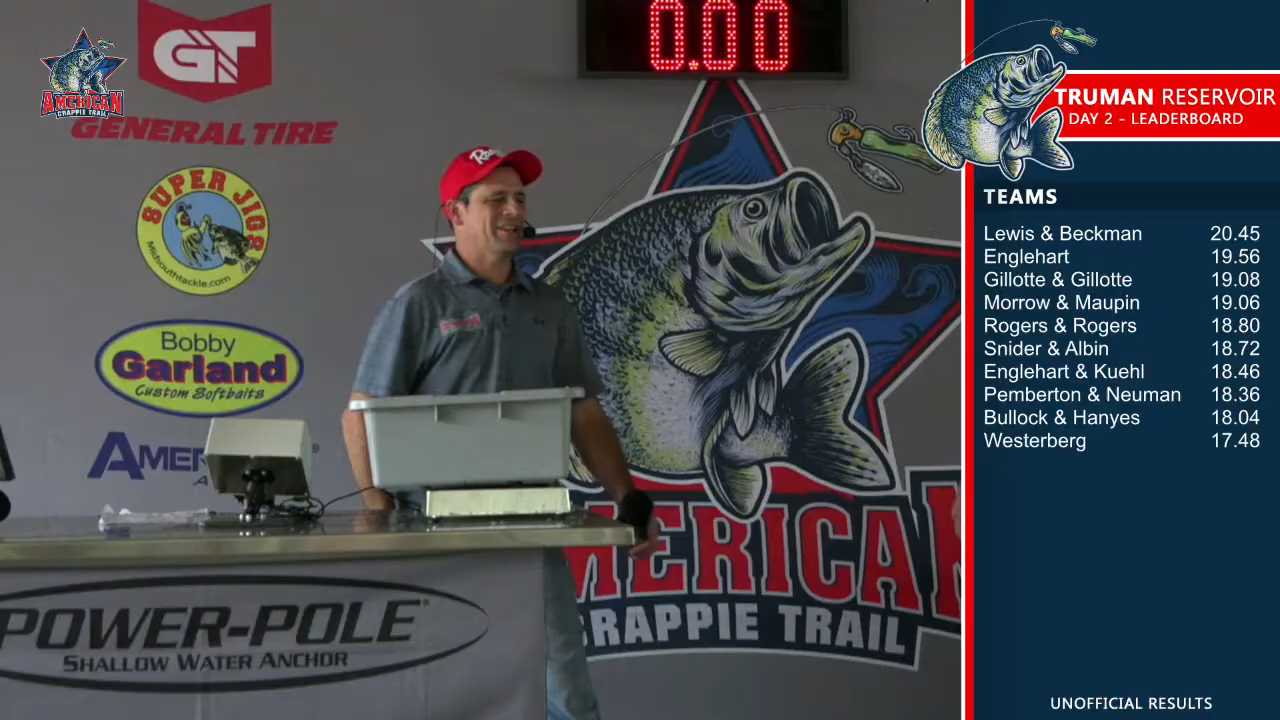 GT
GENERAL TIRE
AMERICAN
CRAPPIE TRAIL
SUPER JIGS
Midsouthtackle.com
Bobby
Garland
Custom Softbaits
AMER
POWER-POLE
SHALLOW WATER ANCHOR
0.00
AMERICAN
CRAPPIE TRAIL
TRUMAN RESERVOIR
DAY 2 - LEADERBOARD
TEAMS
Lewis & Beckman 20.45
Englehart 19.56
Gillotte & Gillotte 19.08
Morrow & Maupin 19.06
Rogers & Rogers 18.80
Snider & Albin 18.72
Englehart & Kuehl 18.46
Pemberton & Neuman 18.36
Bullock & Hanyes 18.04
Westerberg 17.48
UNOFFICIAL RESULTS